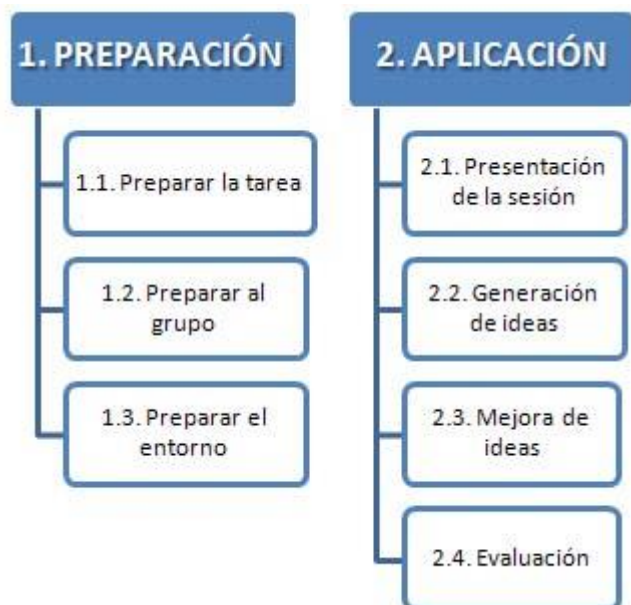 1. PREPARACIÓN
1.1. Preparar la tarea
1.2. Preparar al
grupo
1.3. Preparar el
entorno
2. APLICACIÓN
2.1. Presentación
de la sesión
2.2. Generación
de ideas
2.3. Mejora de
ideas
2.4. Evaluación